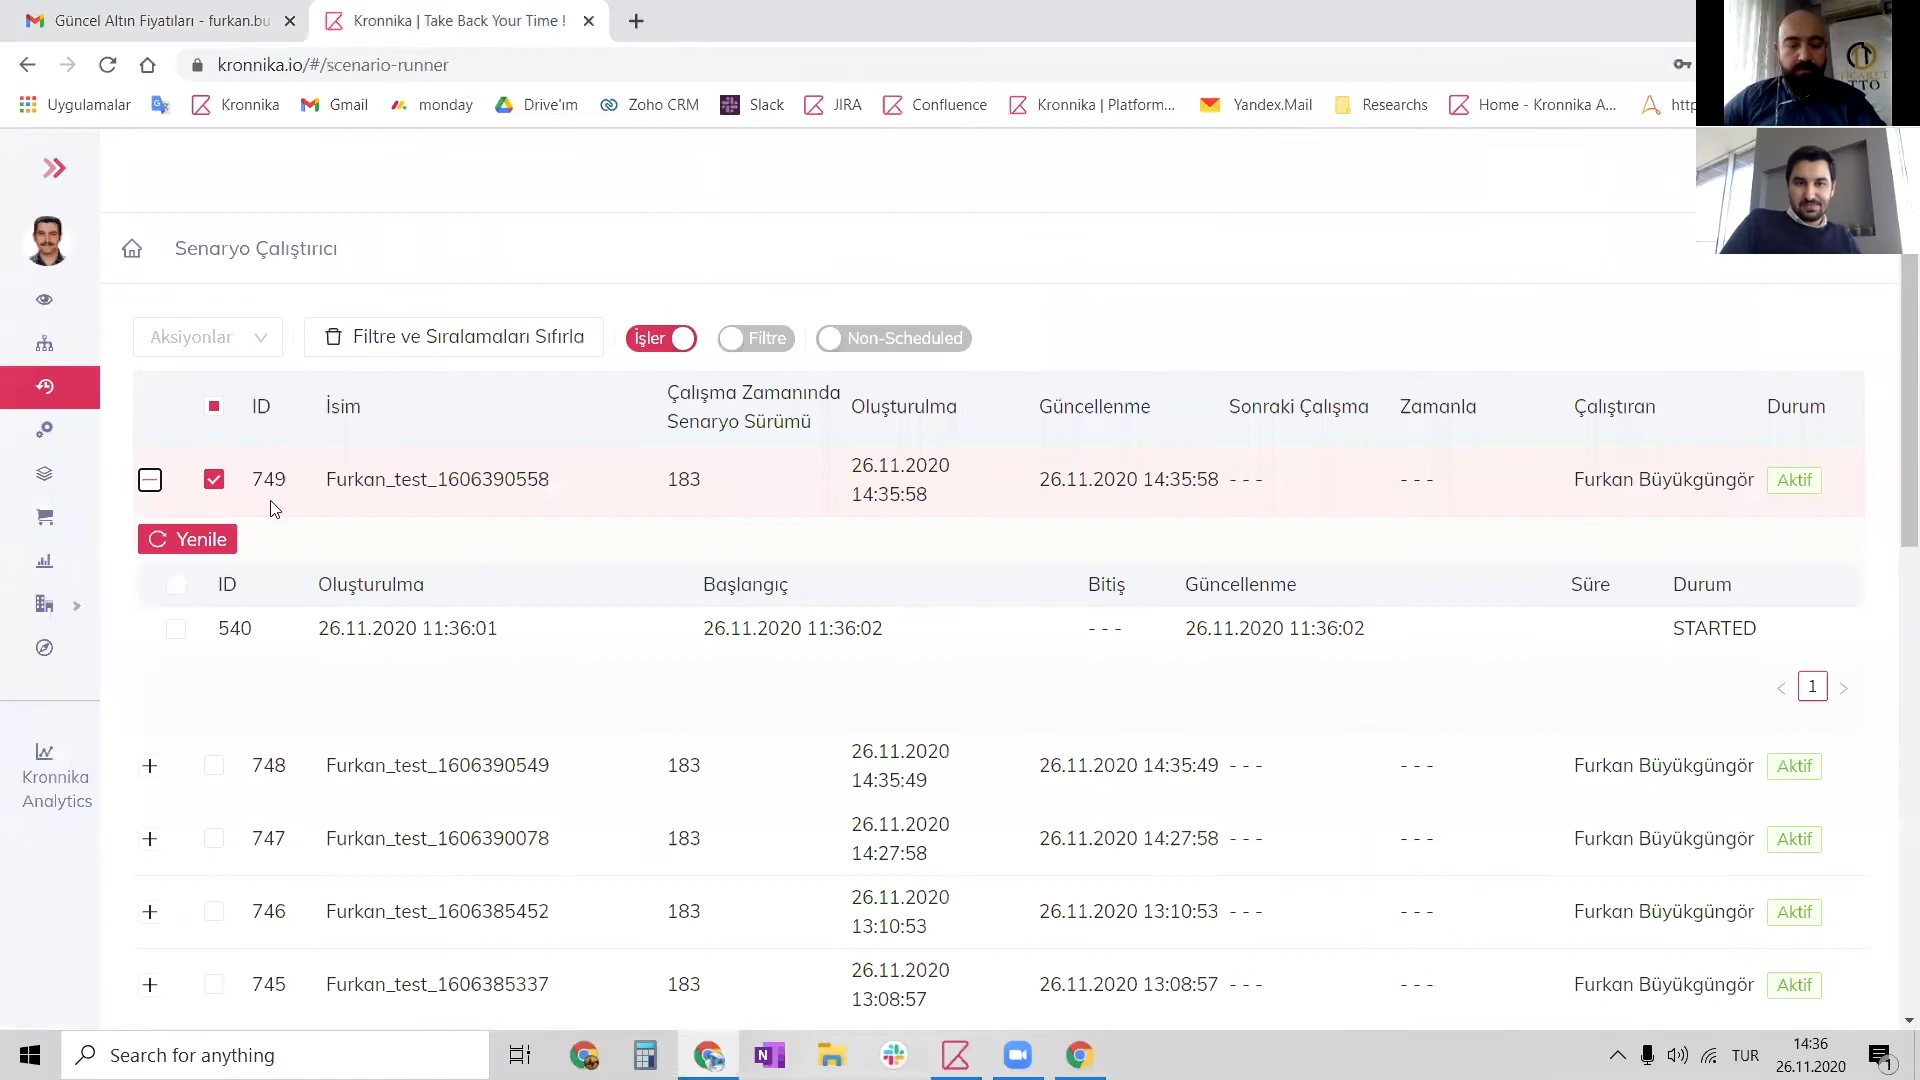 Güncel Altın Fiyatıları - furkan.bu
Kronnika | Take Back Your Time !
kronnika.io/#/scenario-runner
Uygulamalar Kronnika Gmail monday Drive'ım Zoho CRM Slack JIRA Confluence Kronnika | Platform... Yandex.Mail Researchs Home - Kronnika A...
TİCARET
TTO
Senaryo Çalıştırıcı
Aksiyonlar Filtre ve Sıralamaları Sıfırla İşler Filtre Non-Scheduled
ID İsim Çalışma Zamanında Senaryo Sürümü Oluşturulma Güncellenme Sonraki Çalışma Zamanla Çalıştıran Durum
749 Furkan_test_1606390558 183 26.11.2020 14:35:58 26.11.2020 14:35:58 - - - - - - Furkan Büyükgüngör Aktif
Yenile
ID Oluşturulma Başlangıç Bitiş Güncellenme Süre Durum
540 26.11.2020 11:36:01 26.11.2020 11:36:02 - - - 26.11.2020 11:36:02 STARTED
< 1 >
748 Furkan_test_1606390549 183 26.11.2020 14:35:49 26.11.2020 14:35:49 - - - - - - Furkan Büyükgüngör Aktif
747 Furkan_test_1606390078 183 26.11.2020 14:27:58 26.11.2020 14:27:58 - - - - - - Furkan Büyükgüngör Aktif
746 Furkan_test_1606385452 183 26.11.2020 13:10:53 26.11.2020 13:10:53 - - - - - - Furkan Büyükgüngör Aktif
745 Furkan_test_1606385337 183 26.11.2020 13:08:57 26.11.2020 13:08:57 - - - - - - Furkan Büyükgüngör Aktif
Kronnika
Analytics
Search for anything
TUR
14:36
26.11.2020
1